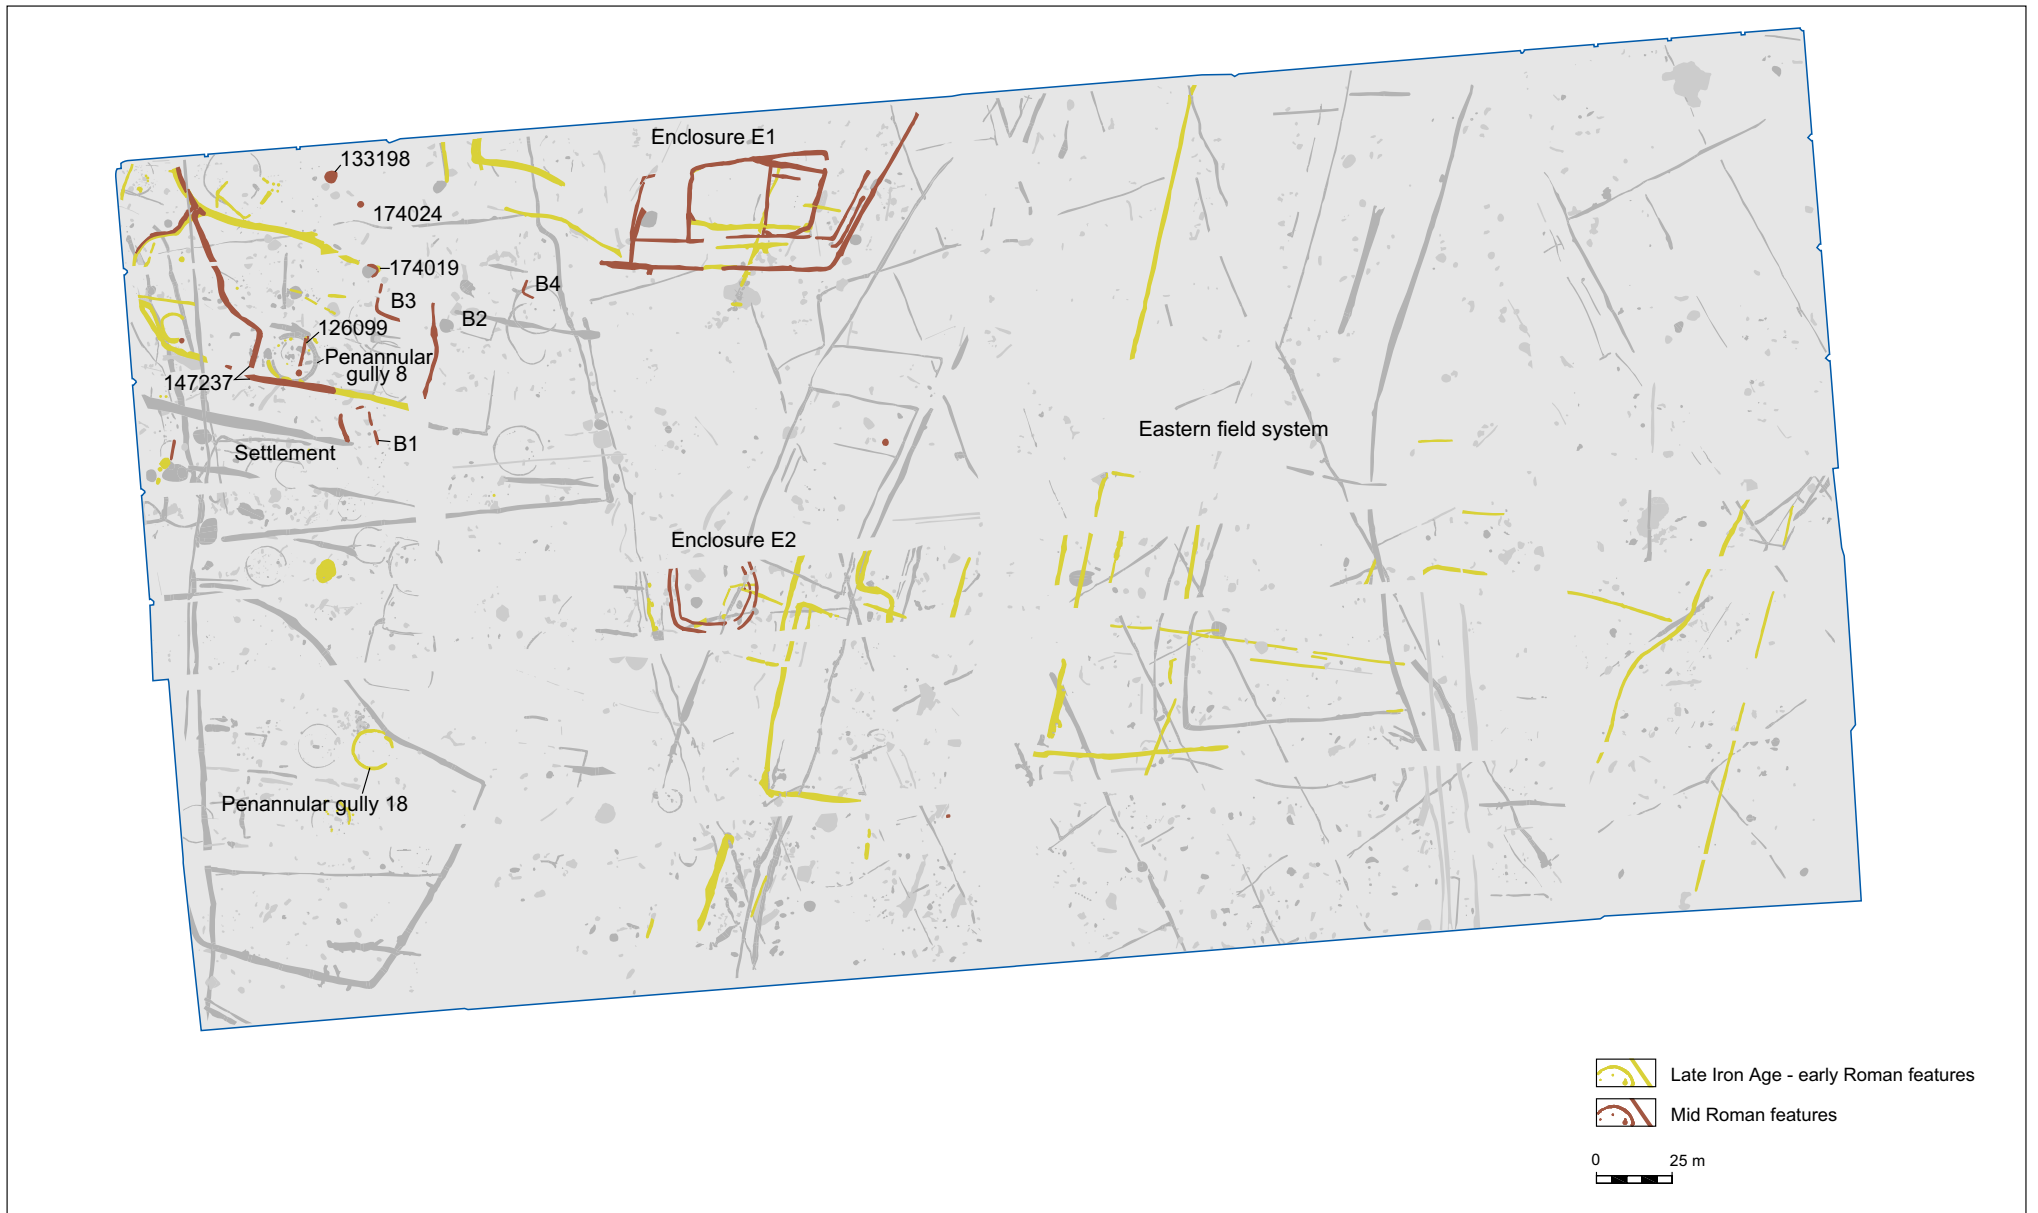 Enclosure E1
133198
174024
174019
B4
B3
B2
126099
Penannular
gully 8
147237
B1
Settlement
Eastern field system
Enclosure E2
Penannular gully 18
Late Iron Age - early Roman features
Mid Roman features
0 25 m